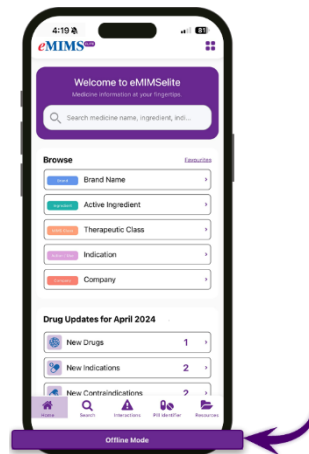 4:19
81
eMIMSelite
Welcome to eMIMSelite
Medicine information at your fingertips.
Search medicine name, ingredient, indi...
Browse
Favourites
Brand Name
Active Ingredient
Therapeutic Class
Indication
Company
Drug Updates for April 2024
New Drugs
1
New Indications
2
New Contraindications
2
Home
Search
Interactions
Pill Identifier
Resources
Offline Mode